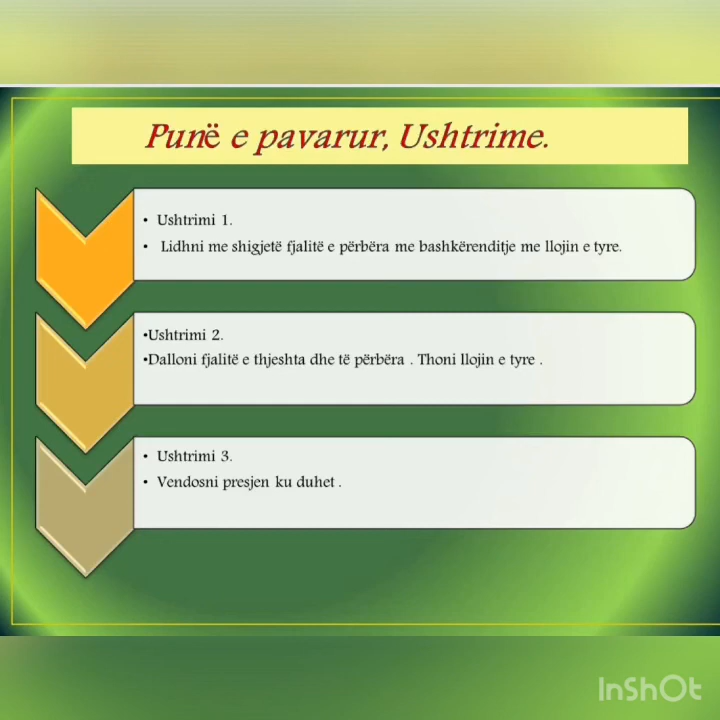 Punë e pavarur, Ushtrime.
• Ushtrimi 1.
• Lidhni me shigjetë fjalitë e përbëra me bashkërenditje me llojin e tyre.
•Ushtrimi 2.
•Dalloni fjalitë e thjeshta dhe të përbëra . Thoni llojin e tyre .
• Ushtrimi 3.
• Vendosni presjen ku duhet .
InShOt